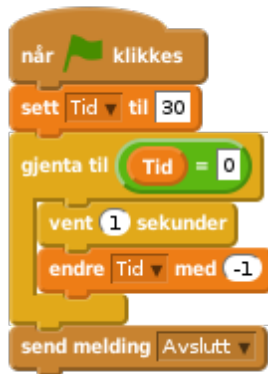 når klikkes
sett Tid ▾ til 30
gjenta til Tid = 0
vent 1 sekunder
endre Tid ▾ med -1
send melding Avslutt ▾